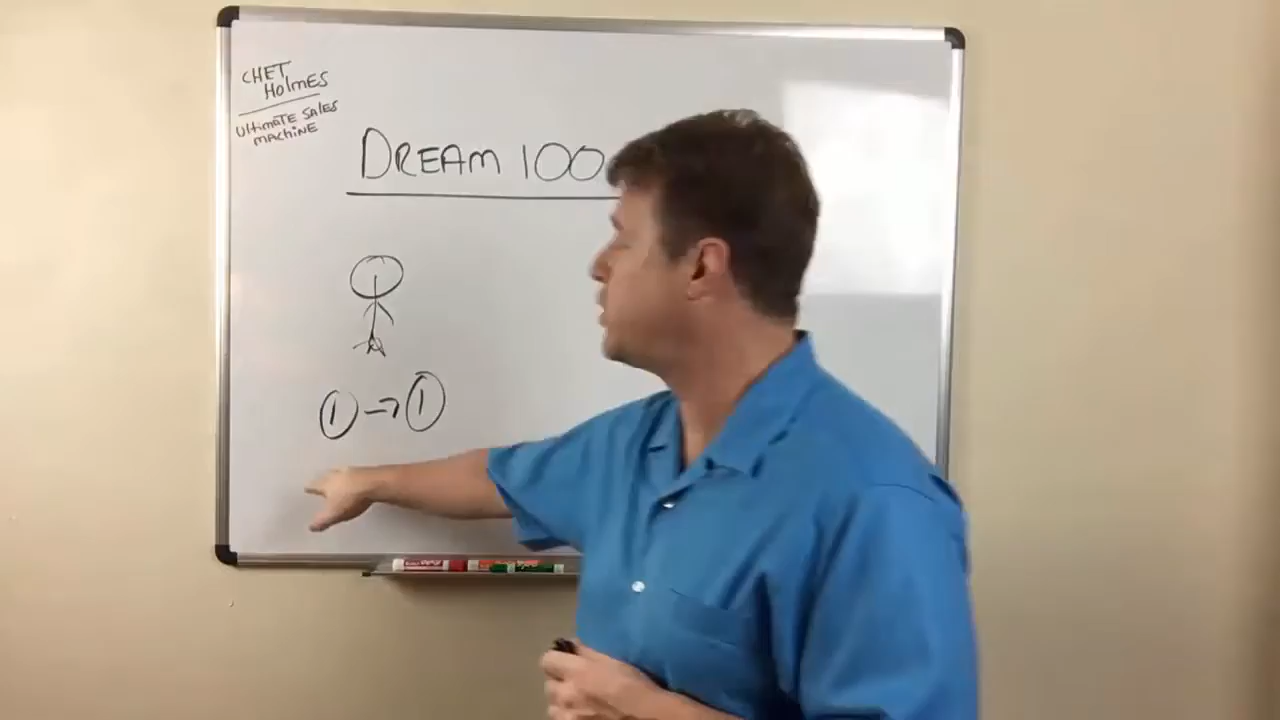 CHET
HolmES
UltimatE SALES
MACHiNE
DREAM 100
1 → 1